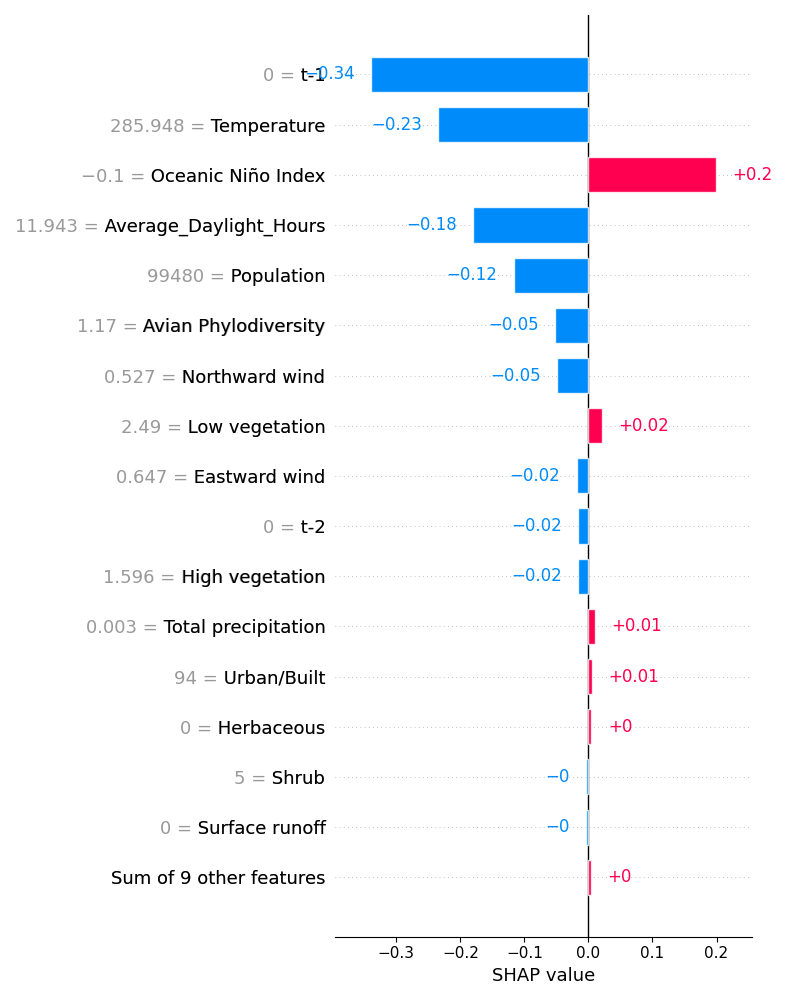 0 = t-1 −0.34
285.948 = Temperature −0.23
−0.1 = Oceanic Niño Index +0.2
11.943 = Average_Daylight_Hours −0.18
99480 = Population −0.12
1.17 = Avian Phylodiversity −0.05
0.527 = Northward wind −0.05
2.49 = Low vegetation +0.02
0.647 = Eastward wind −0.02
0 = t-2 −0.02
1.596 = High vegetation −0.02
0.003 = Total precipitation +0.01
94 = Urban/Built +0.01
0 = Herbaceous +0
5 = Shrub −0
0 = Surface runoff −0
Sum of 9 other features +0
−0.3 −0.2 −0.1 0.0 0.1 0.2
SHAP value